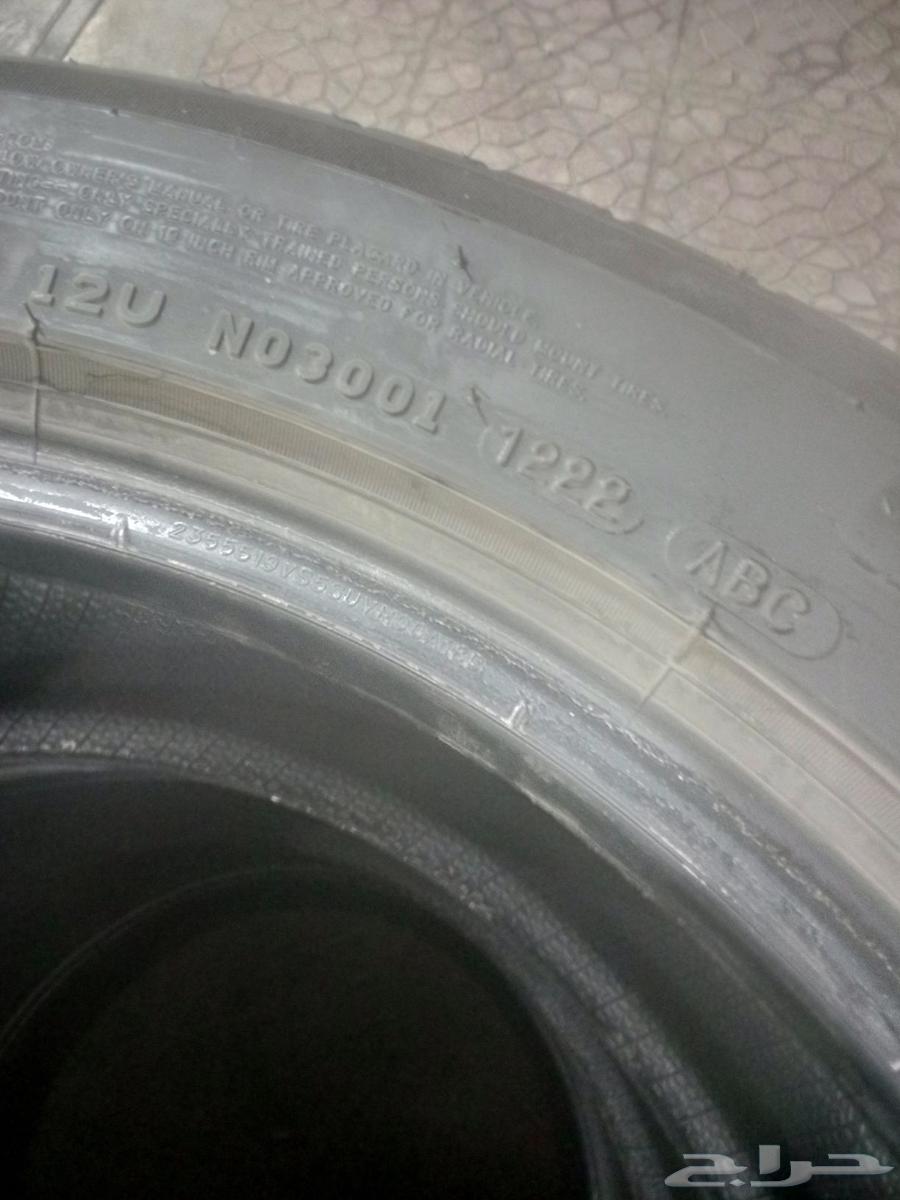 OWNER'S MANUAL OR TIRE PLACARD IN VEHICLE.
ONLY SPECIALLY TRAINED PERSONS SHOULD MOUNT TIRES.
MOUNT ONLY ON 19 INCH RIM APPROVED FOR RADIAL TIRES.
12U N03001 1222 ABC
حراج